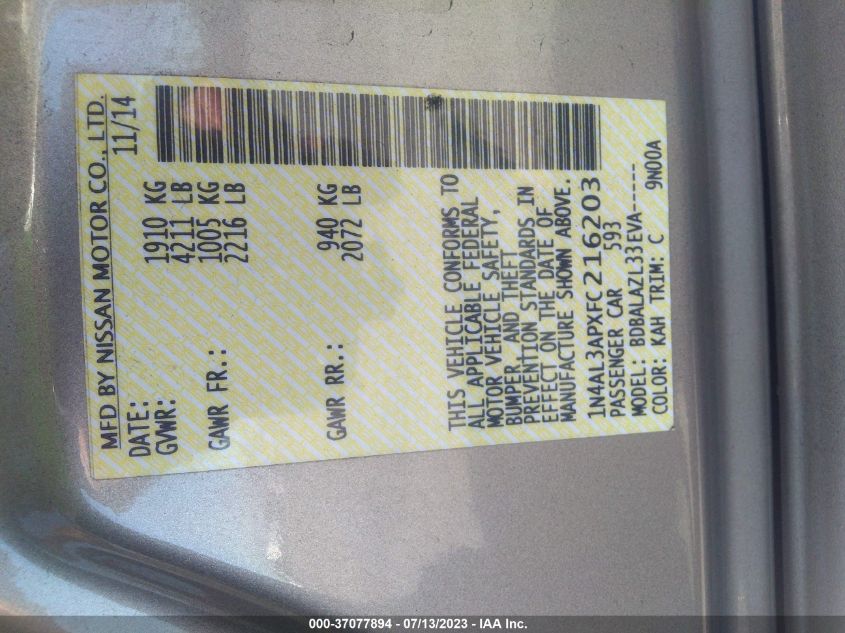 MFD BY NISSAN MOTOR CO., LTD.
DATE: 11/14
GVWR: 1910 KG
4211 LB
GAWR FR.: 1005 KG
2216 LB
GAWR RR.: 940 KG
2072 LB
THIS VEHICLE CONFORMS TO
ALL APPLICABLE FEDERAL
MOTOR VEHICLE SAFETY,
BUMPER, AND THEFT
PREVENTION STANDARDS IN
EFFECT ON THE DATE OF
MANUFACTURE SHOWN ABOVE.
1N4AL3APXFC216203
PASSENGER CAR 593
MODEL: BDBALAZL33EVA-----
COLOR: KAH TRIM: C 9N00A
000-37077894 - 07/13/2023 - IAA Inc.